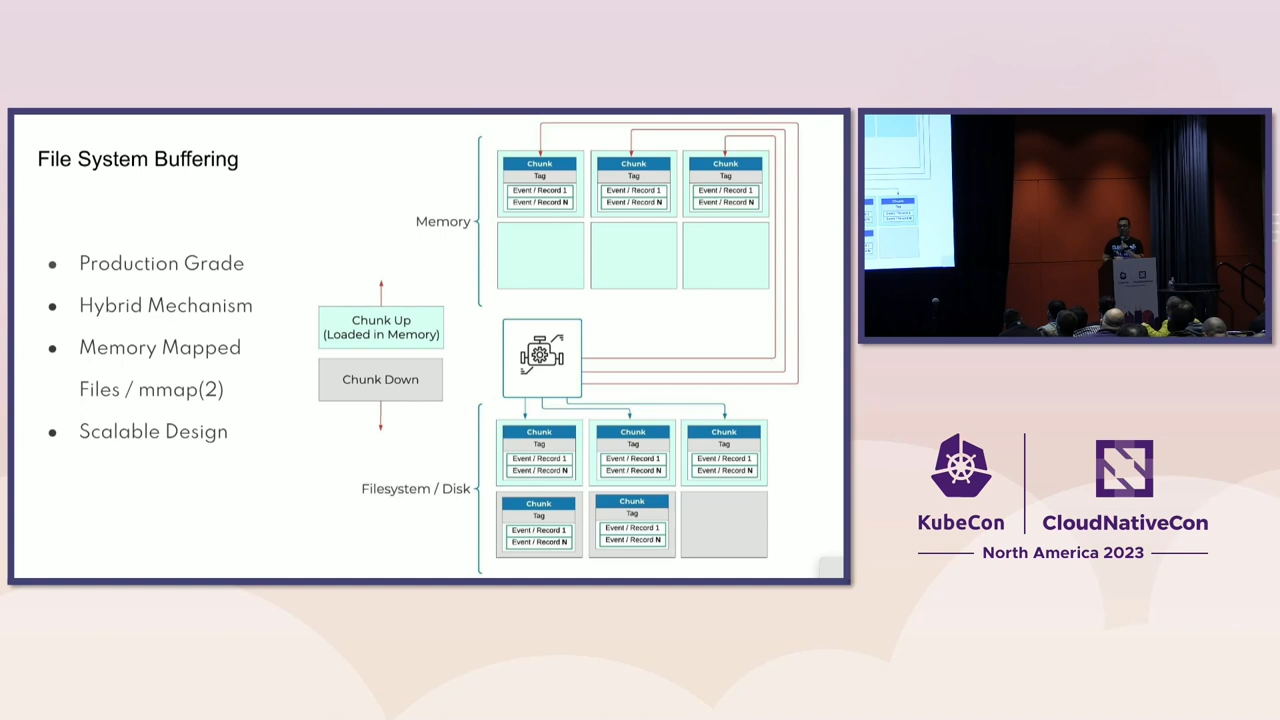 File System Buffering
Production Grade
Hybrid Mechanism
Memory Mapped
Files / mmap(2)
Scalable Design
Chunk Up
(Loaded in Memory)
Chunk Down
Memory
Chunk
Tag
Event / Record 1
Event / Record N
Chunk
Tag
Event / Record 1
Event / Record N
Chunk
Tag
Event / Record 1
Event / Record N
Filesystem / Disk
Chunk
Tag
Event / Record 1
Event / Record N
Chunk
Tag
Event / Record 1
Event / Record N
Chunk
Tag
Event / Record 1
Event / Record N
Chunk
Tag
Event / Record 1
Event / Record N
Chunk
Tag
Event / Record 1
Event / Record N
KubeCon
CloudNativeCon
North America 2023